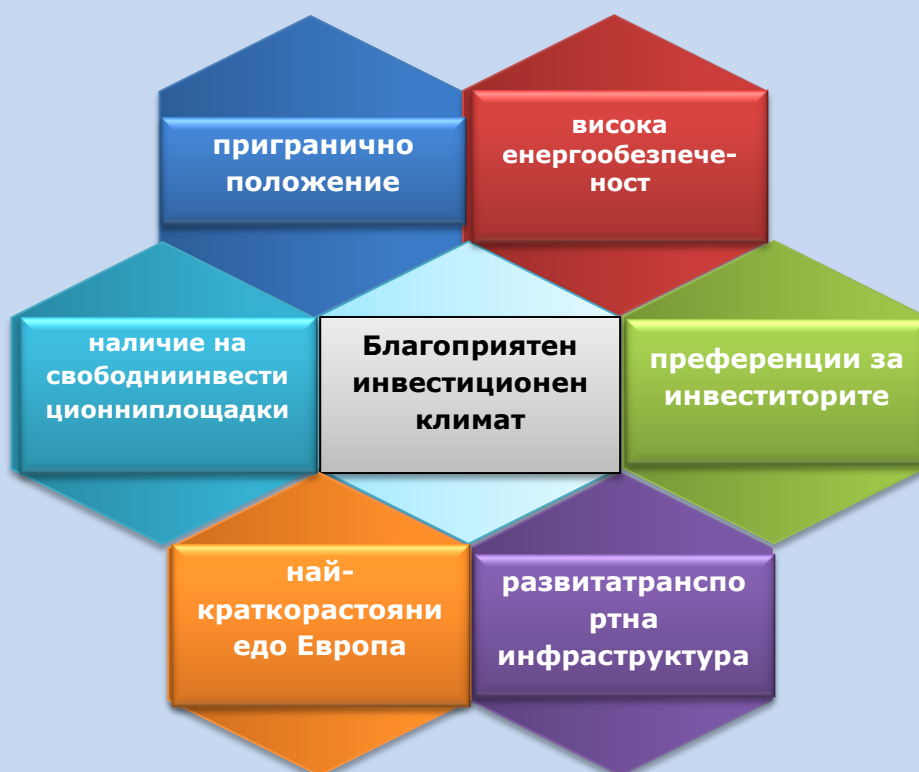 пригранично
положение
висока
енергообезпече-
ност
наличие на
свободниинвести
ционниплощадки
Благоприятен
инвестиционен
климат
преференции за
инвеститорите
най-
краткорастояни
едо Европа
развитатранспо
ртна
инфраструктура